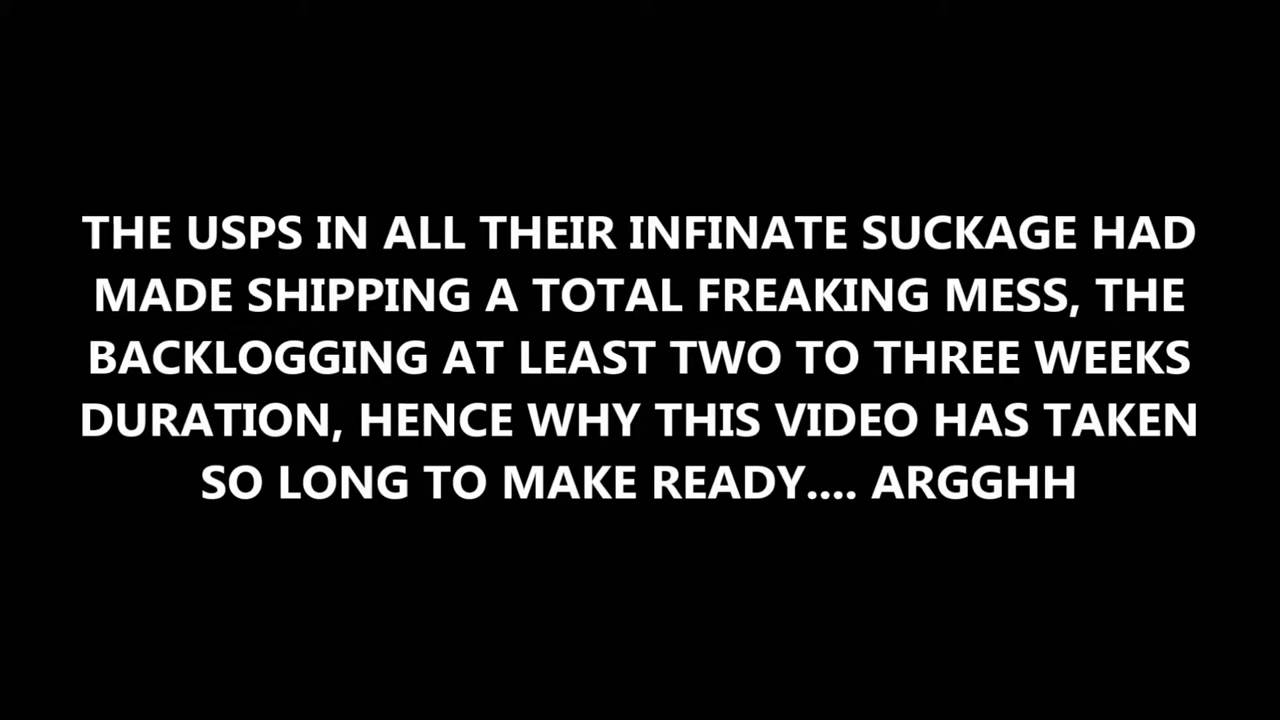 THE USPS IN ALL THEIR INFINATE SUCKAGE HAD
MADE SHIPPING A TOTAL FREAKING MESS, THE
BACKLOGGING AT LEAST TWO TO THREE WEEKS
DURATION, HENCE WHY THIS VIDEO HAS TAKEN
SO LONG TO MAKE READY.... ARGGHH